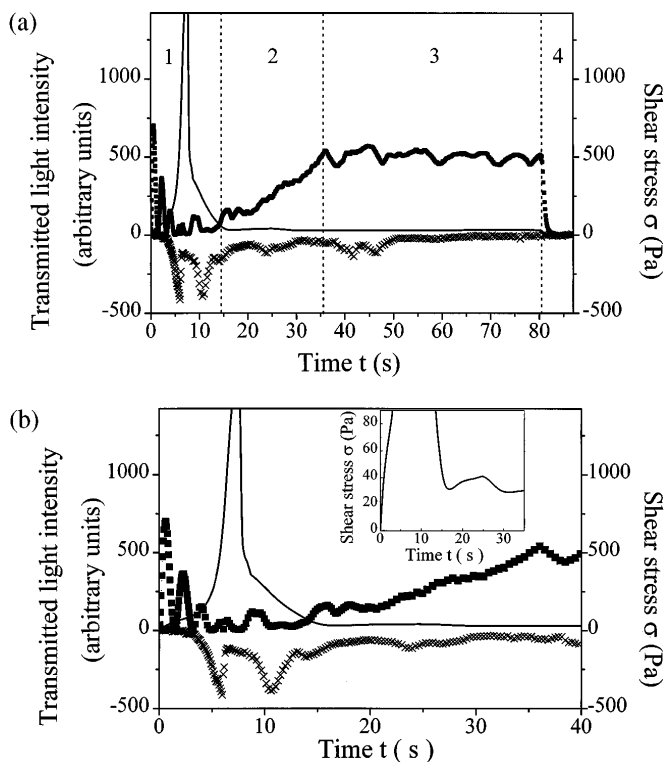 (a)
1 2 3 4
1000
500
0
-500
1000
500
0
-500
0 10 20 30 40 50 60 70 80
Transmitted light intensity
(arbitrary units)
Shear stress σ (Pa)
Time t (s)
(b)
1000
500
0
-500
1000
500
0
-500
0 10 20 30 40
Transmitted light intensity
(arbitrary units)
Shear stress σ (Pa)
Time t ( s )
80
60
40
20
0
0 10 20 30
Shear stress σ (Pa)
Time t ( s )